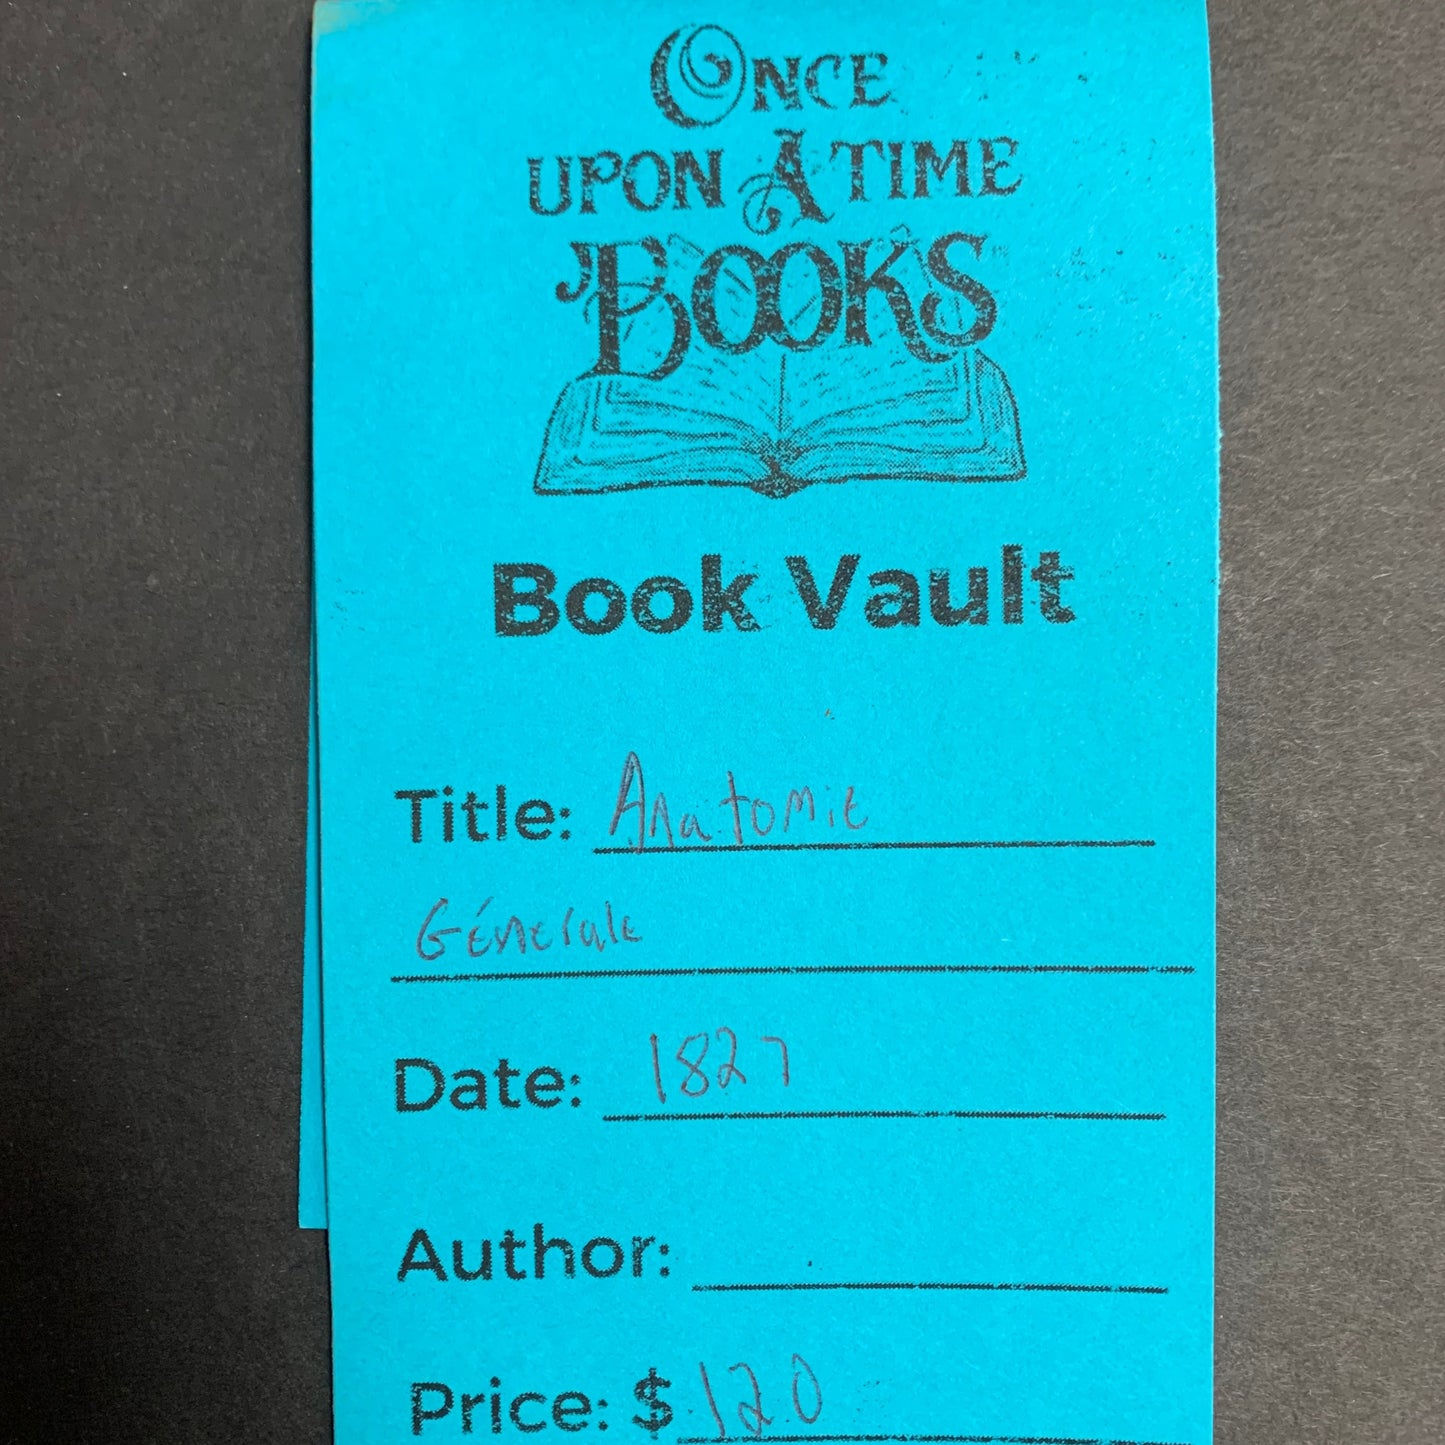 ONCE
UPON A TIME
BOOKS
Book Vault
Title: Anatomie
Générale
Date: 1827
Author:
Price: $120